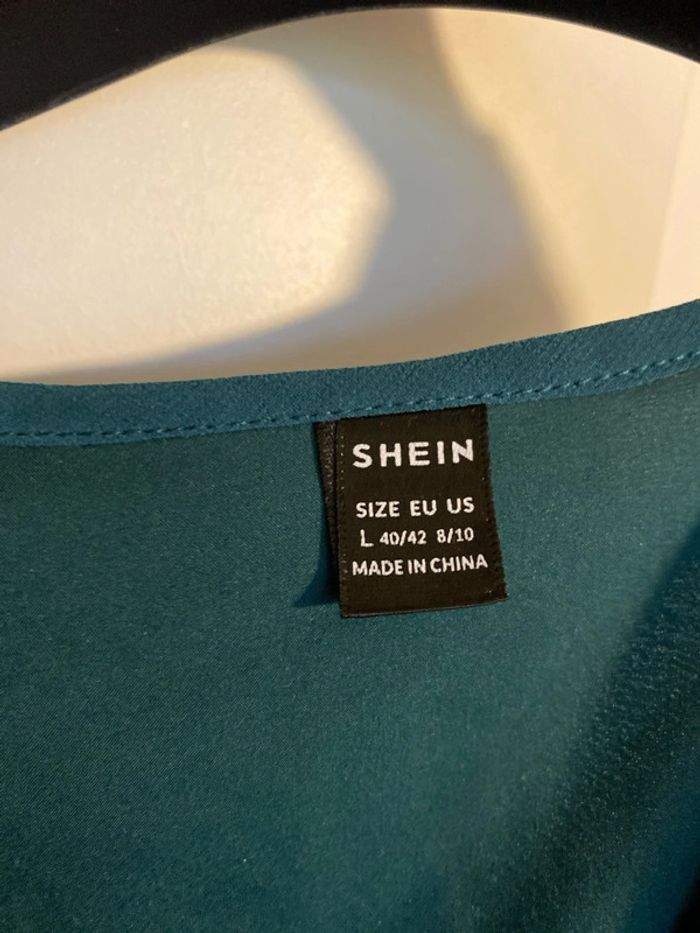 SHEIN
SIZE EU US
L 40/42 8/10
MADE IN CHINA